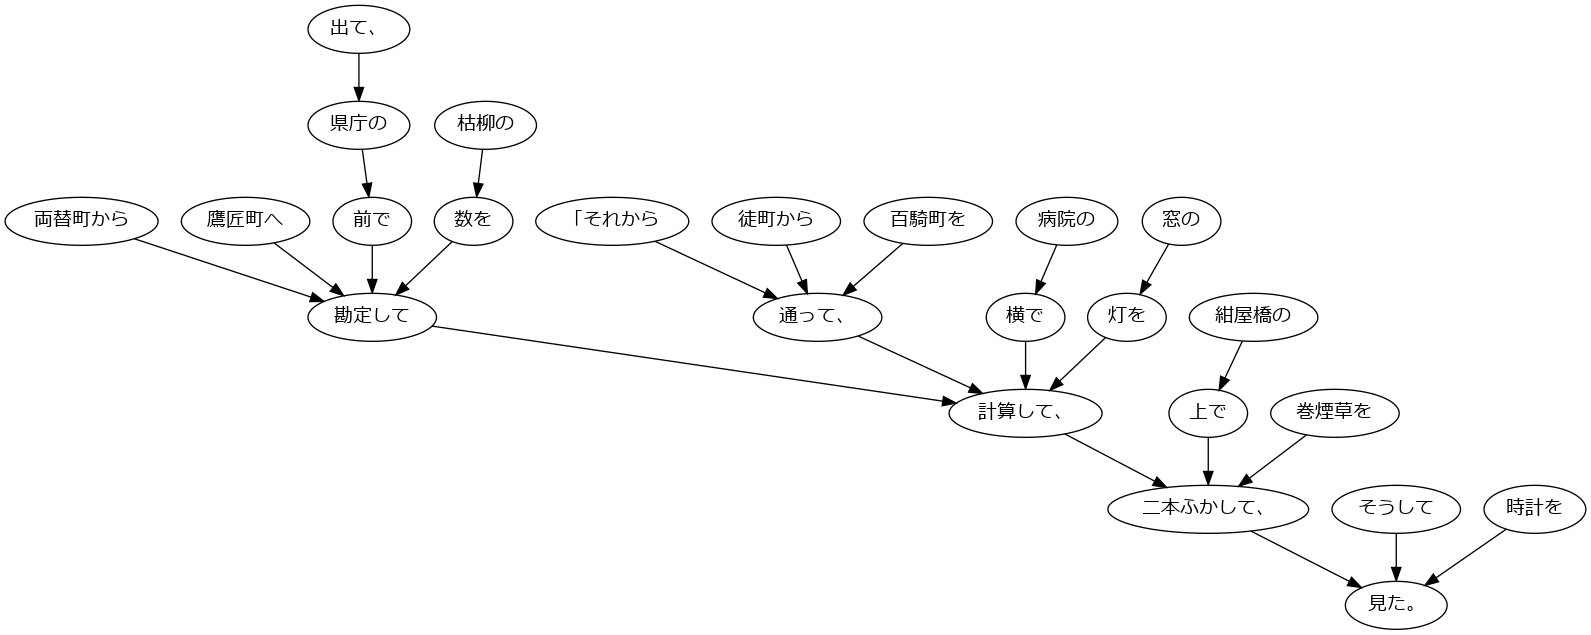 出て、
県庁の
枯柳の
両替町から
鷹匠町へ
前で
数を
「それから
徒町から
百騎町を
病院の
窓の
勘定して
通って、
横で
灯を
紺屋橋の
計算して、
上で
巻煙草を
二本ふかして、
そうして
時計を
見た。